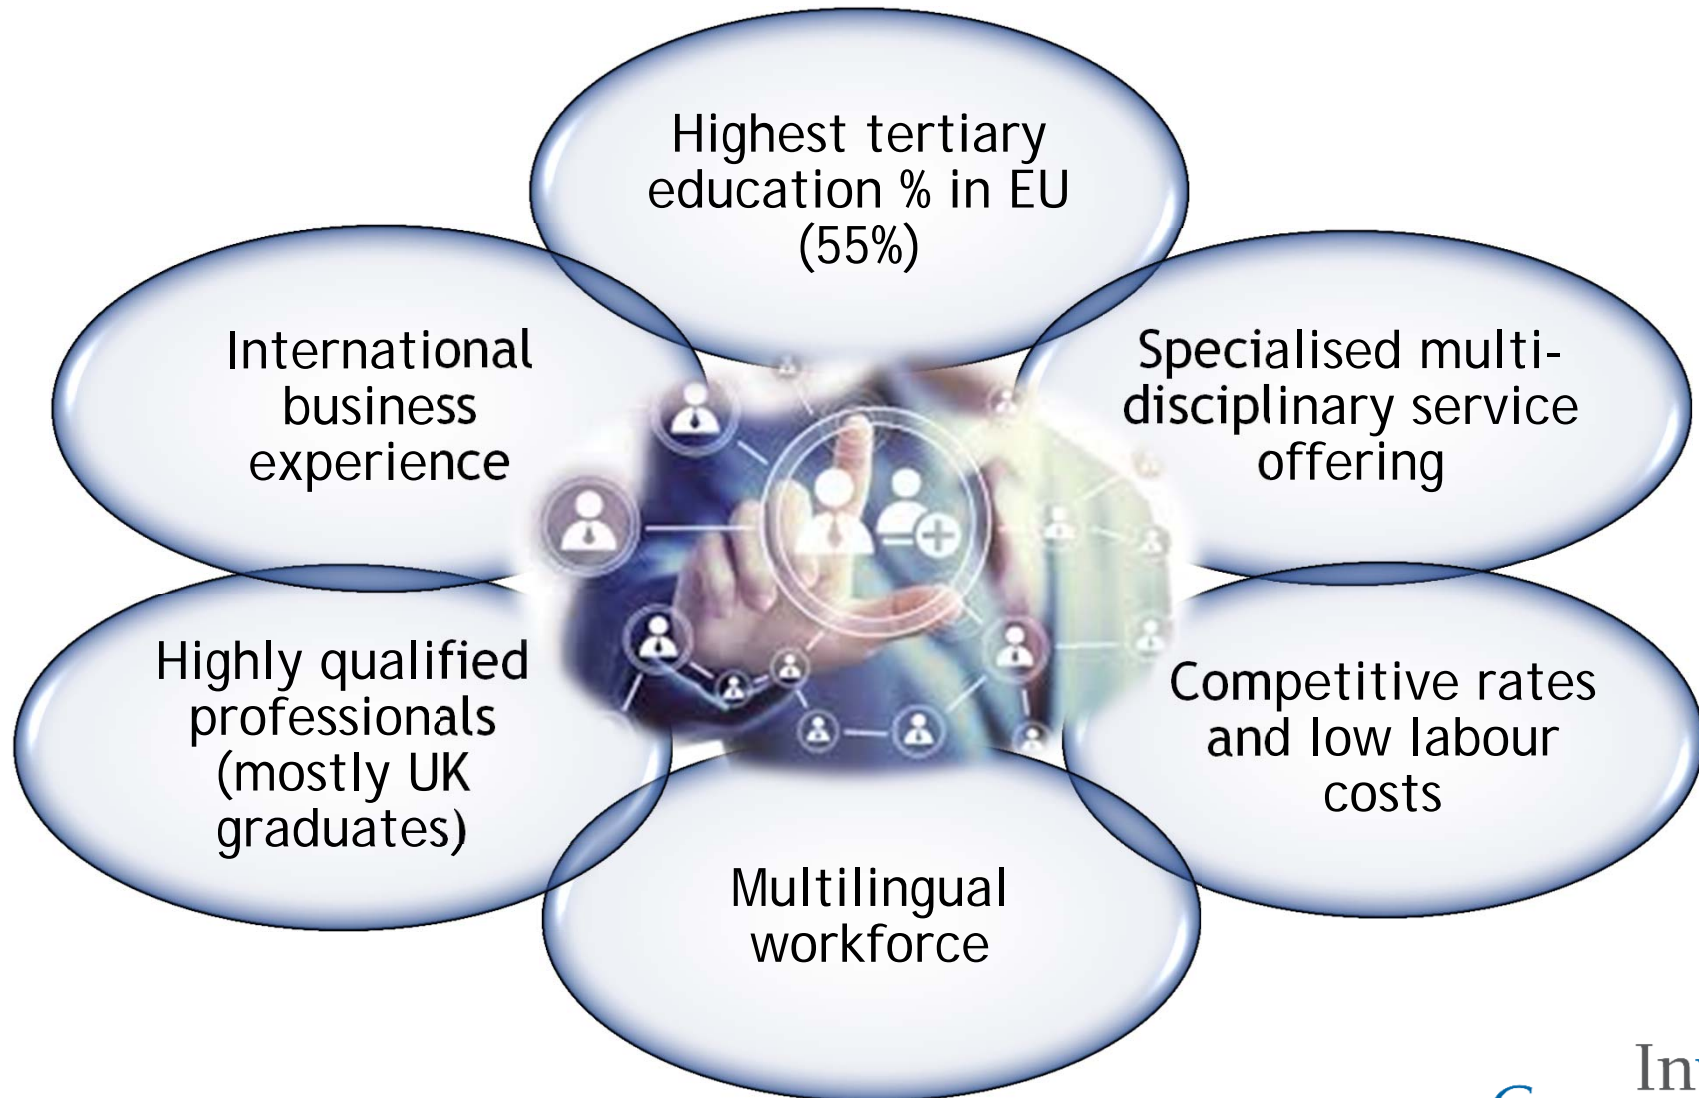 Highest tertiary
education % in EU
(55%)
International
business
experience
Specialised multi-
disciplinary service
offering
Highly qualified
professionals
(mostly UK
graduates)
Competitive rates
and low labour
costs
Multilingual
workforce